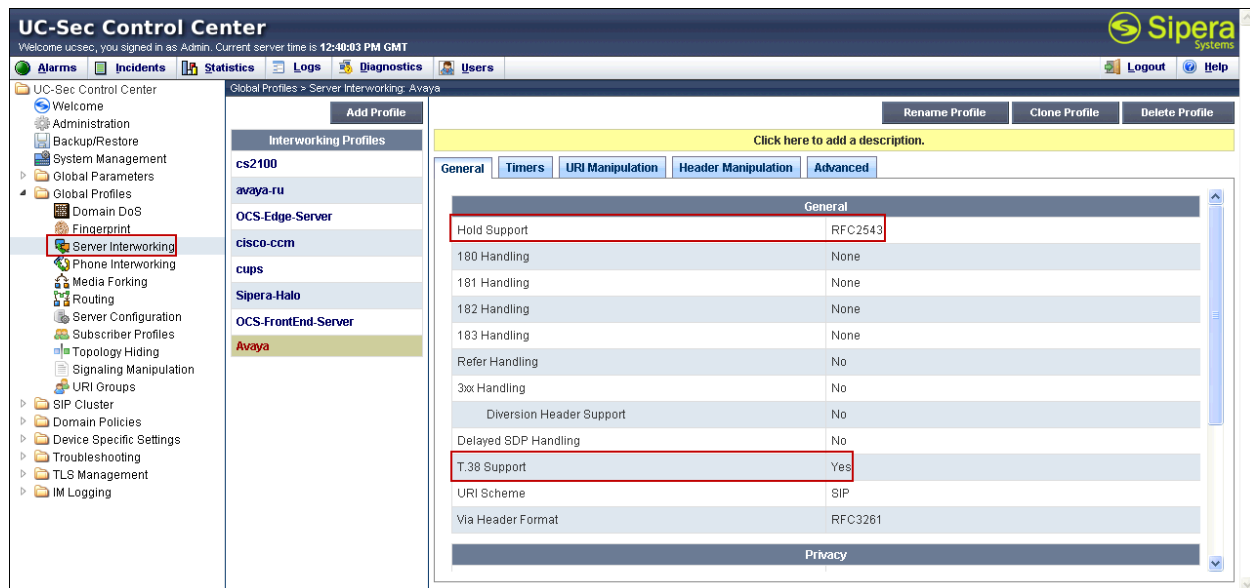 UC-Sec Control Center
Welcome ucsec, you signed in as Admin. Current server time is 12:40:03 PM GMT
Sipera
Systems
Alarms Incidents Statistics Logs Diagnostics Users Logout Help
UC-Sec Control Center
Welcome
Administration
Backup/Restore
System Management
Global Parameters
Global Profiles
Domain DoS
Fingerprint
Server Interworking
Phone Interworking
Media Forking
Routing
Server Configuration
Subscriber Profiles
Topology Hiding
Signaling Manipulation
URI Groups
SIP Cluster
Domain Policies
Device Specific Settings
Troubleshooting
TLS Management
IM Logging
Global Profiles > Server Interworking: Avaya
Add Profile
Interworking Profiles
cs2100
avaya-ru
OCS-Edge-Server
cisco-ccm
cups
Sipera-Halo
OCS-FrontEnd-Server
Avaya
Rename Profile Clone Profile Delete Profile
Click here to add a description.
General Timers URI Manipulation Header Manipulation Advanced
General
Hold Support RFC2543
180 Handling None
181 Handling None
182 Handling None
183 Handling None
Refer Handling No
3xx Handling No
Diversion Header Support No
Delayed SDP Handling No
T.38 Support Yes
URI Scheme SIP
Via Header Format RFC3261
Privacy